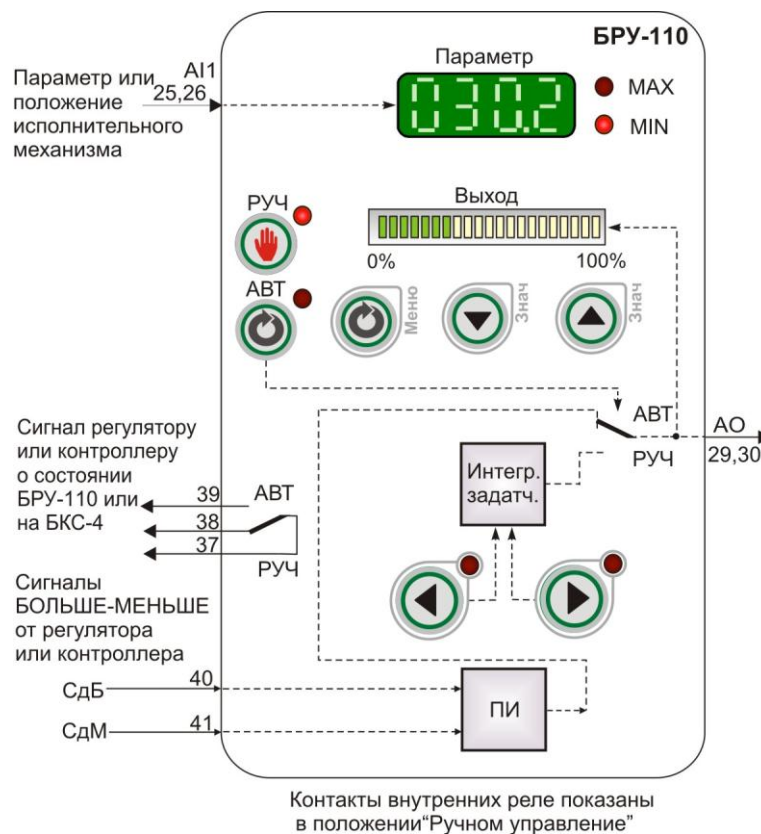 БРУ-110
Параметр
030.2
MAX
MIN
Параметр или
положение
исполнительного
механизма
AI1
25,26
РУЧ
Выход
0%
100%
АВТ
Меню
Знач
Знач
АВТ
РУЧ
АО
29,30
Интегр.
задатч.
Сигнал регулятору
или контроллеру
о состоянии
БРУ-110 или
на БКС-4
39
38
37
АВТ
РУЧ
Сигналы
БОЛЬШЕ-МЕНЬШЕ
от регулятора
или контроллера
СдБ
40
СдМ
41
ПИ
Контакты внутренних реле показаны
в положении“Ручном управление”